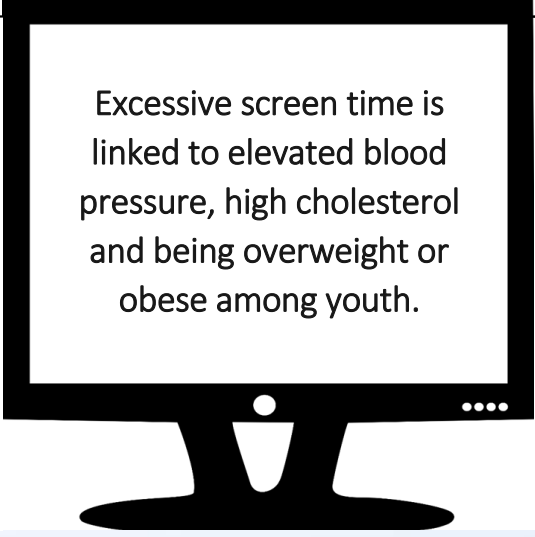 Excessive screen time is
linked to elevated blood
pressure, high cholesterol
and being overweight or
obese among youth.